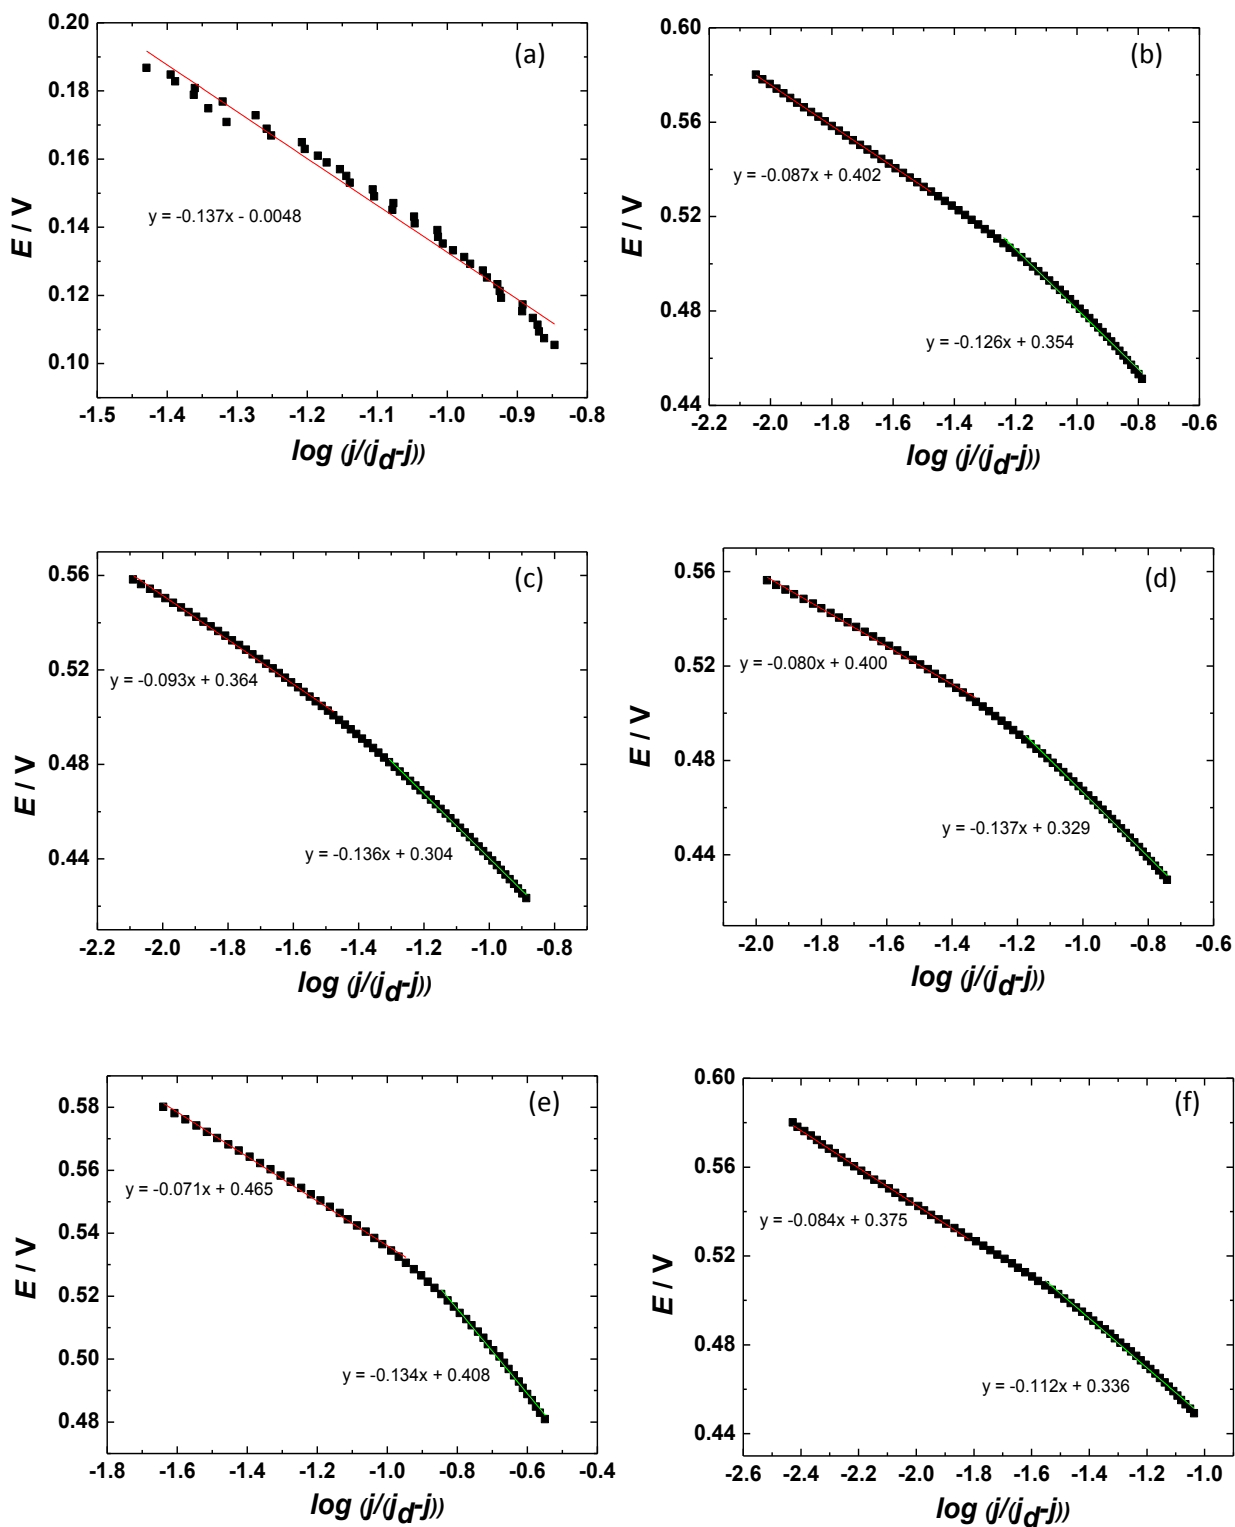 (a)
0.20
0.18
0.16
0.14
0.12
0.10
E / V
y = -0.137x - 0.0048
-1.5 -1.4 -1.3 -1.2 -1.1 -1.0 -0.9 -0.8
log (j/(jd-j))
(b)
0.60
0.56
0.52
0.48
0.44
E / V
y = -0.087x + 0.402
y = -0.126x + 0.354
-2.2 -2.0 -1.8 -1.6 -1.4 -1.2 -1.0 -0.8 -0.6
log (j/(jd-j))
(c)
0.56
0.52
0.48
0.44
E / V
y = -0.093x + 0.364
y = -0.136x + 0.304
-2.2 -2.0 -1.8 -1.6 -1.4 -1.2 -1.0 -0.8
log (j/(jd-j))
(d)
0.56
0.52
0.48
0.44
E / V
y = -0.080x + 0.400
y = -0.137x + 0.329
-2.0 -1.8 -1.6 -1.4 -1.2 -1.0 -0.8 -0.6
log (j/(jd-j))
(e)
0.58
0.56
0.54
0.52
0.50
0.48
E / V
y = -0.071x + 0.465
y = -0.134x + 0.408
-1.8 -1.6 -1.4 -1.2 -1.0 -0.8 -0.6 -0.4
log (j/(jd-j))
(f)
0.60
0.56
0.52
0.48
0.44
E / V
y = -0.084x + 0.375
y = -0.112x + 0.336
-2.6 -2.4 -2.2 -2.0 -1.8 -1.6 -1.4 -1.2 -1.0
log (j/(jd-j))